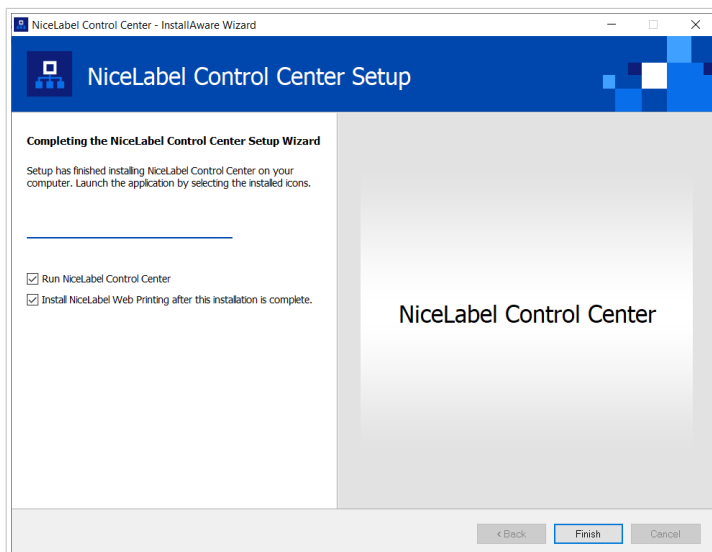 NiceLabel Control Center - InstallAware Wizard
NiceLabel Control Center Setup
Completing the NiceLabel Control Center Setup Wizard
Setup has finished installing NiceLabel Control Center on your
computer. Launch the application by selecting the installed icons.
Run NiceLabel Control Center
Install NiceLabel Web Printing after this installation is complete.
NiceLabel Control Center
< Back
Finish
Cancel